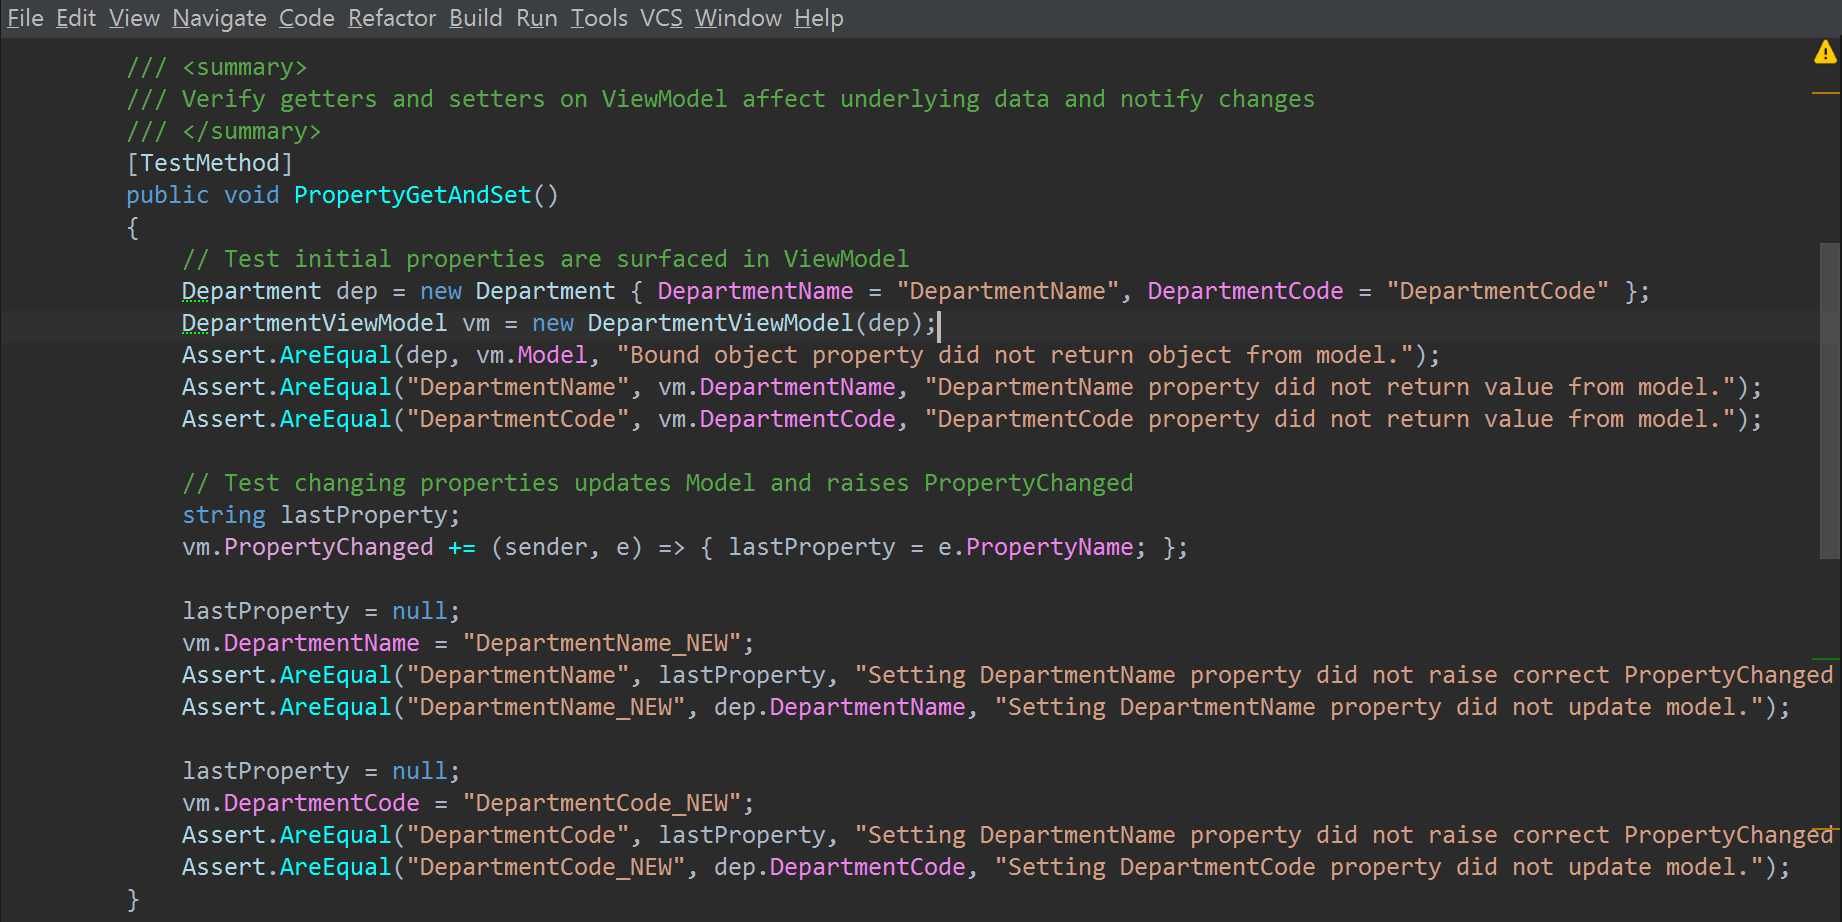 File Edit View Navigate Code Refactor Build Run Tools VCS Window Help
/// <summary>
/// Verify getters and setters on ViewModel affect underlying data and notify changes
/// </summary>
[TestMethod]
public void PropertyGetAndSet()
{
// Test initial properties are surfaced in ViewModel
Department dep = new Department { DepartmentName = "DepartmentName", DepartmentCode = "DepartmentCode" };
DepartmentViewModel vm = new DepartmentViewModel(dep);
Assert.AreEqual(dep, vm.Model, "Bound object property did not return object from model.");
Assert.AreEqual("DepartmentName", vm.DepartmentName, "DepartmentName property did not return value from model.");
Assert.AreEqual("DepartmentCode", vm.DepartmentCode, "DepartmentCode property did not return value from model.");
// Test changing properties updates Model and raises PropertyChanged
string lastProperty;
vm.PropertyChanged += (sender, e) => { lastProperty = e.PropertyName; };
lastProperty = null;
vm.DepartmentName = "DepartmentName_NEW";
Assert.AreEqual("DepartmentName", lastProperty, "Setting DepartmentName property did not raise correct PropertyChanged
Assert.AreEqual("DepartmentName_NEW", dep.DepartmentName, "Setting DepartmentName property did not update model.");
lastProperty = null;
vm.DepartmentCode = "DepartmentCode_NEW";
Assert.AreEqual("DepartmentCode", lastProperty, "Setting DepartmentName property did not raise correct PropertyChanged
Assert.AreEqual("DepartmentCode_NEW", dep.DepartmentCode, "Setting DepartmentCode property did not update model.");
}